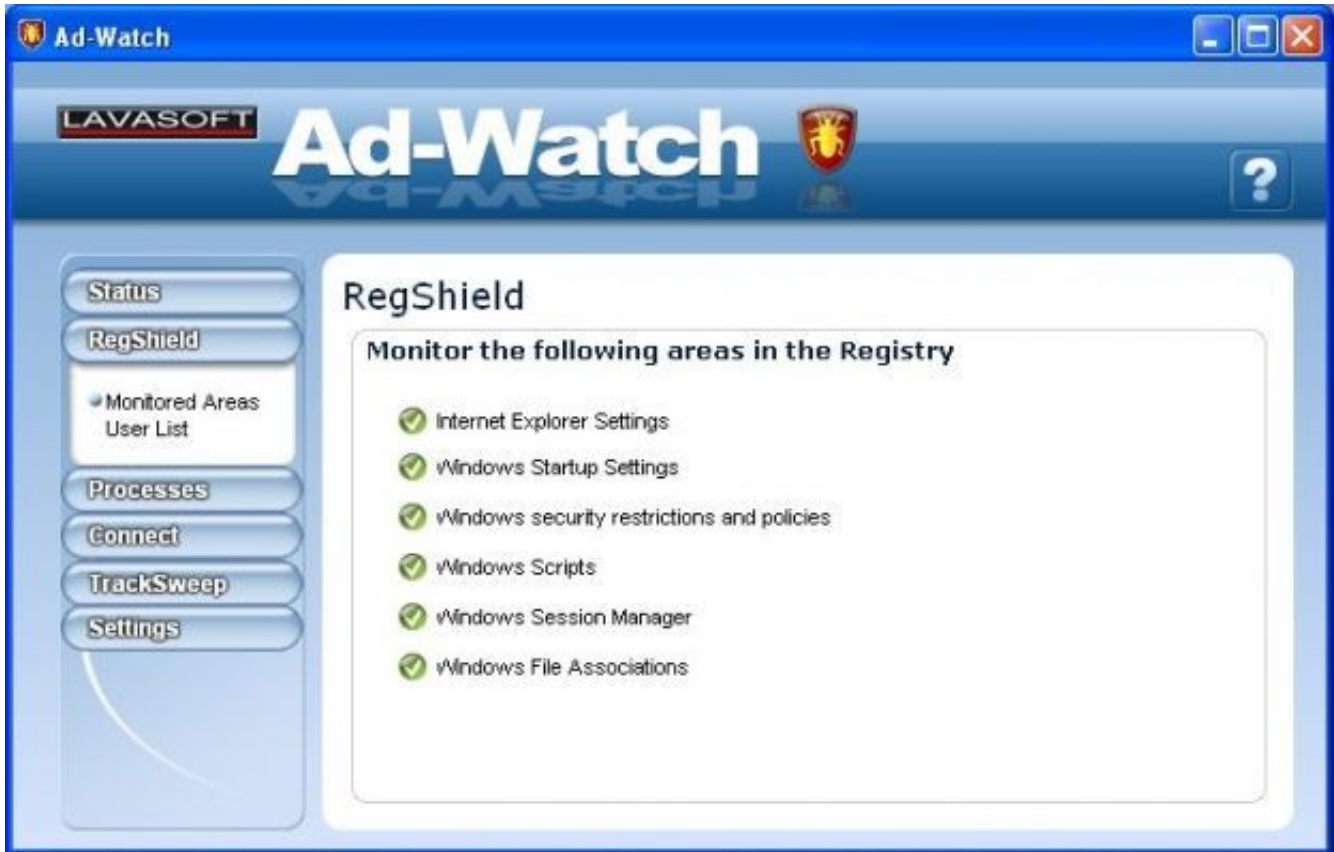 Ad-Watch
LAVASOFT
Ad-Watch
?
Status
RegShield
Monitored Areas
User List
Processes
Connect
TrackSweep
Settings
RegShield
Monitor the following areas in the Registry
Internet Explorer Settings
Windows Startup Settings
Windows security restrictions and policies
Windows Scripts
Windows Session Manager
Windows File Associations